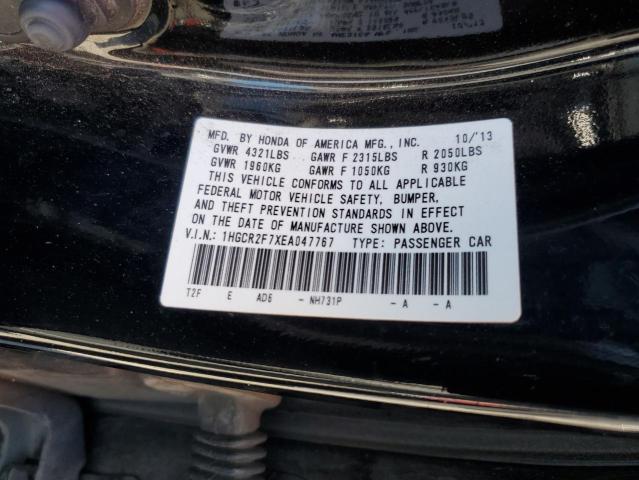 MFD. BY HONDA OF AMERICA MFG., INC. 10/'13
GVWR 4321LBS GAWR F 2315LBS R 2050LBS
GVWR 1960KG GAWR F 1050KG R 930KG
THIS VEHICLE CONFORMS TO ALL APPLICABLE
FEDERAL MOTOR VEHICLE SAFETY, BUMPER,
AND THEFT PREVENTION STANDARDS IN EFFECT
ON THE DATE OF MANUFACTURE SHOWN ABOVE.
V.I.N.: 1HGCR2F7XEA047767 TYPE: PASSENGER CAR
T2F E AD6 - NH731P - A - A